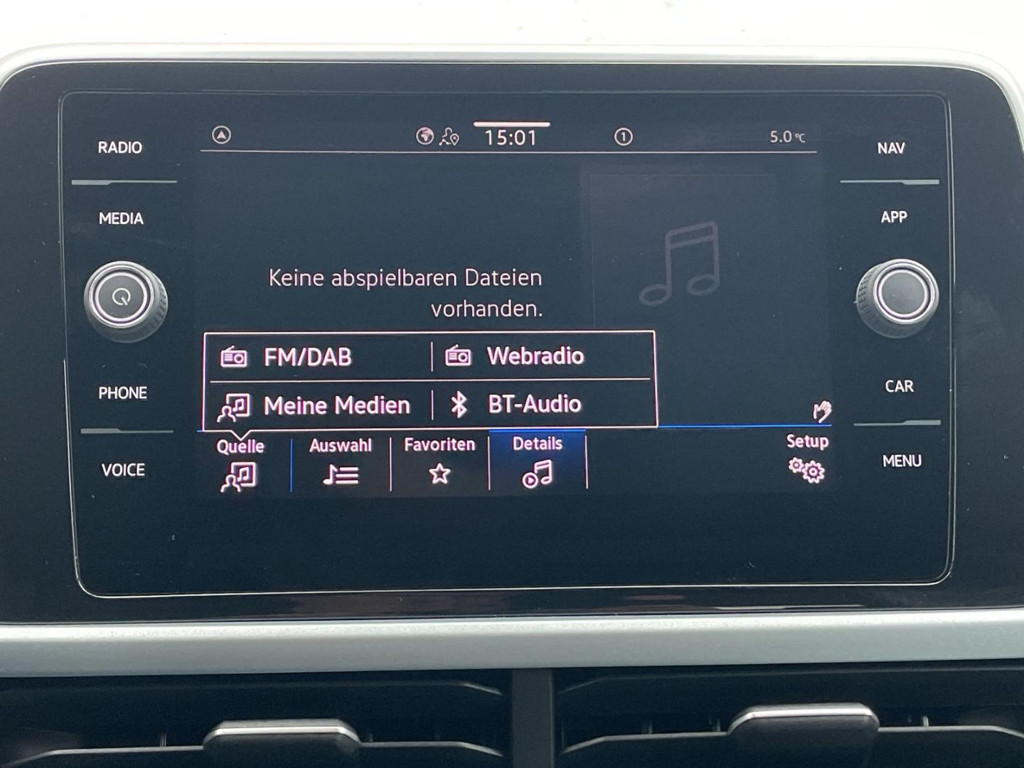 RADIO
MEDIA
PHONE
VOICE
15:01
1
5.0 °C
Keine abspielbaren Dateien
vorhanden.
FM/DAB
Webradio
Meine Medien
BT-Audio
Quelle
Auswahl
Favoriten
Details
Setup
NAV
APP
CAR
MENU